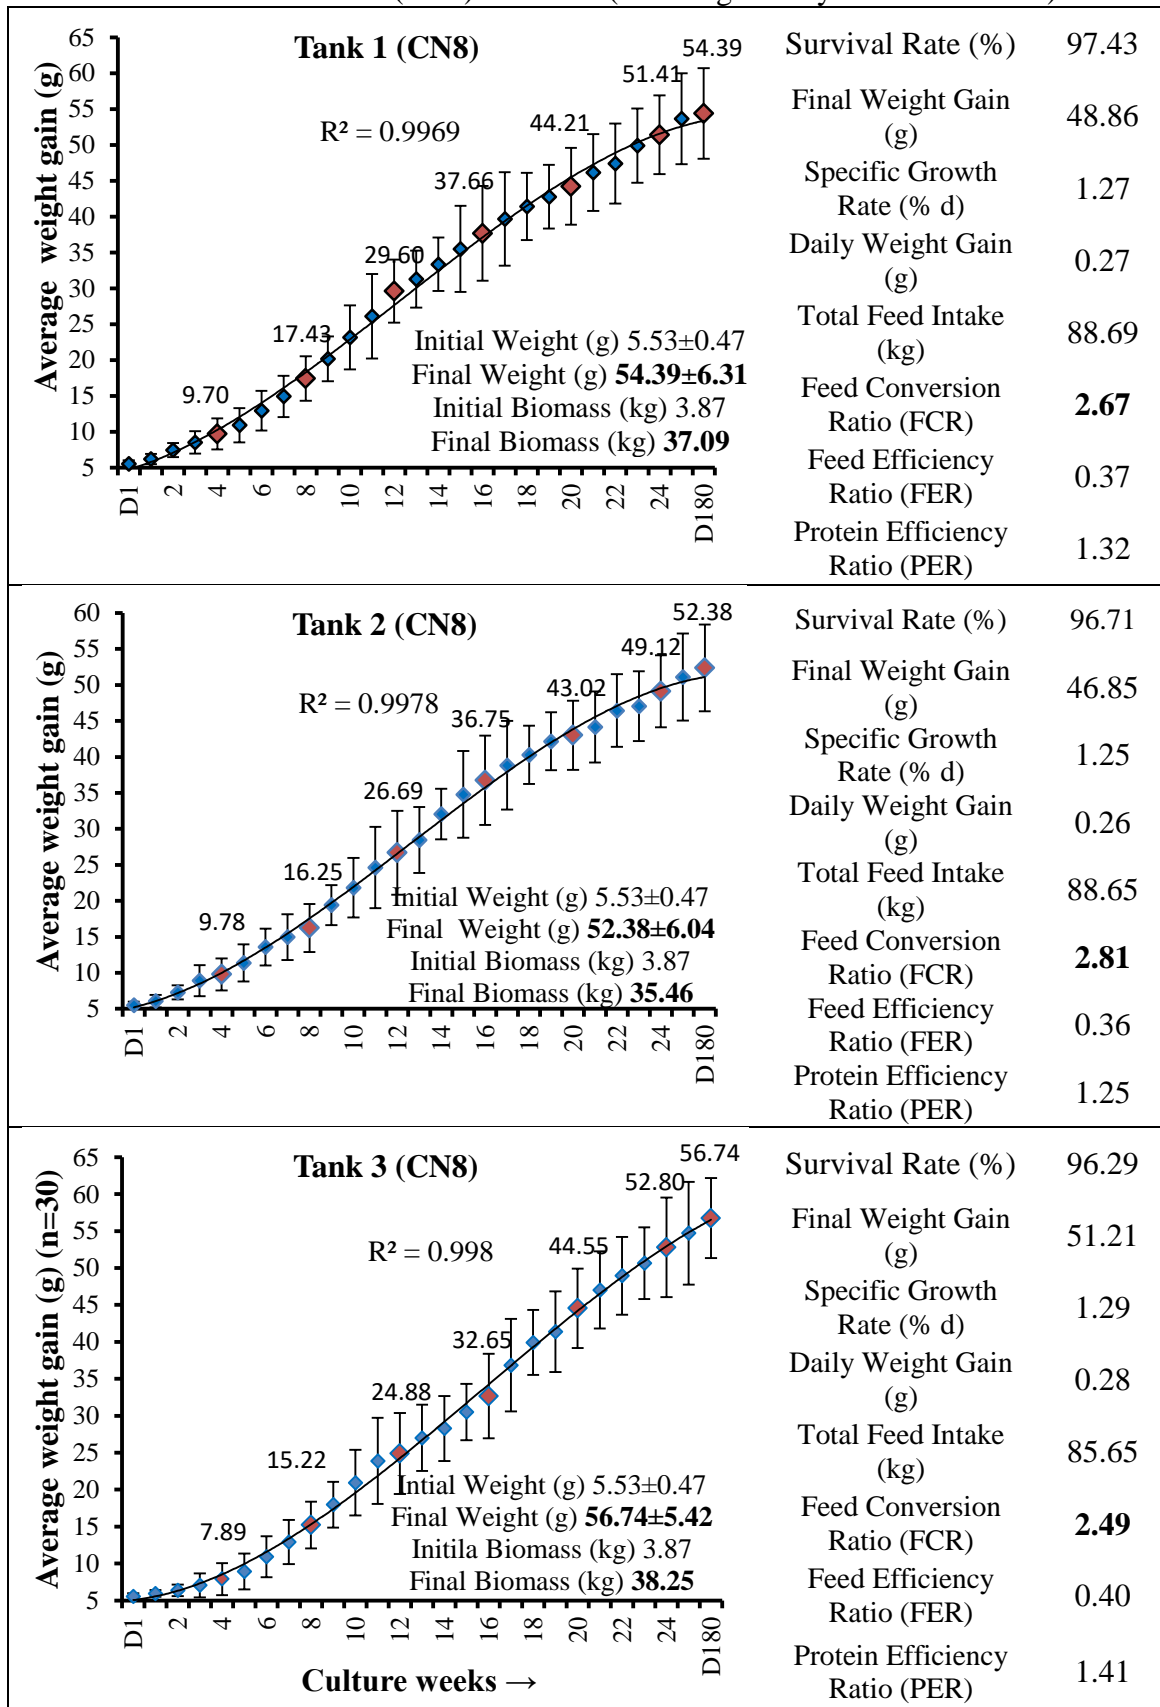 Tank 1 (CN8)
Average weight gain (g)
65
60
55
50
45
40
35
30
25
20
15
10
5
R² = 0.9969
9.70
17.43
29.60
37.66
44.21
51.41
54.39
Initial Weight (g) 5.53±0.47
Final Weight (g) 54.39±6.31
Initial Biomass (kg) 3.87
Final Biomass (kg) 37.09
D1 2 4 6 8 10 12 14 16 18 20 22 24 D180
Survival Rate (%) 97.43
Final Weight Gain
(g) 48.86
Specific Growth
Rate (% d) 1.27
Daily Weight Gain
(g) 0.27
Total Feed Intake
(kg) 88.69
Feed Conversion
Ratio (FCR) 2.67
Feed Efficiency
Ratio (FER) 0.37
Protein Efficiency
Ratio (PER) 1.32
Tank 2 (CN8)
Average weight gain (g)
60
55
50
45
40
35
30
25
20
15
10
5
R² = 0.9978
9.78
16.25
26.69
36.75
43.02
49.12
52.38
Initial Weight (g) 5.53±0.47
Final Weight (g) 52.38±6.04
Initial Biomass (kg) 3.87
Final Biomass (kg) 35.46
D1 2 4 6 8 10 12 14 16 18 20 22 24 D180
Survival Rate (%) 96.71
Final Weight Gain
(g) 46.85
Specific Growth
Rate (% d) 1.25
Daily Weight Gain
(g) 0.26
Total Feed Intake
(kg) 88.65
Feed Conversion
Ratio (FCR) 2.81
Feed Efficiency
Ratio (FER) 0.36
Protein Efficiency
Ratio (PER) 1.25
Tank 3 (CN8)
Average weight gain (g) (n=30)
65
60
55
50
45
40
35
30
25
20
15
10
5
R² = 0.998
7.89
15.22
24.88
32.65
44.55
52.80
56.74
Intial Weight (g) 5.53±0.47
Final Weight (g) 56.74±5.42
Initila Biomass (kg) 3.87
Final Biomass (kg) 38.25
D1 2 4 6 8 10 12 14 16 18 20 22 24 D180
Culture weeks →
Survival Rate (%) 96.29
Final Weight Gain
(g) 51.21
Specific Growth
Rate (% d) 1.29
Daily Weight Gain
(g) 0.28
Total Feed Intake
(kg) 85.65
Feed Conversion
Ratio (FCR) 2.49
Feed Efficiency
Ratio (FER) 0.40
Protein Efficiency
Ratio (PER) 1.41